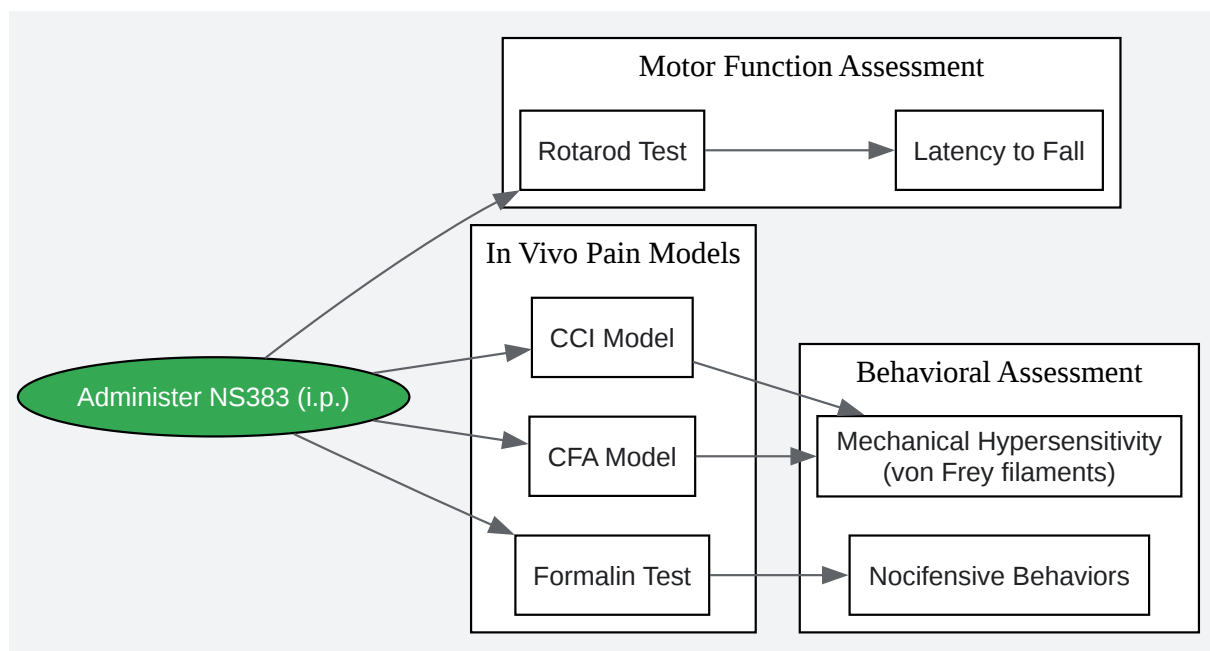 Motor Function Assessment
Rotarod Test
Latency to Fall
In Vivo Pain Models
CCI Model
CFA Model
Formalin Test
Administer NS383 (i.p.)
Behavioral Assessment
Mechanical Hypersensitivity
(von Frey filaments)
Nocifensive Behaviors